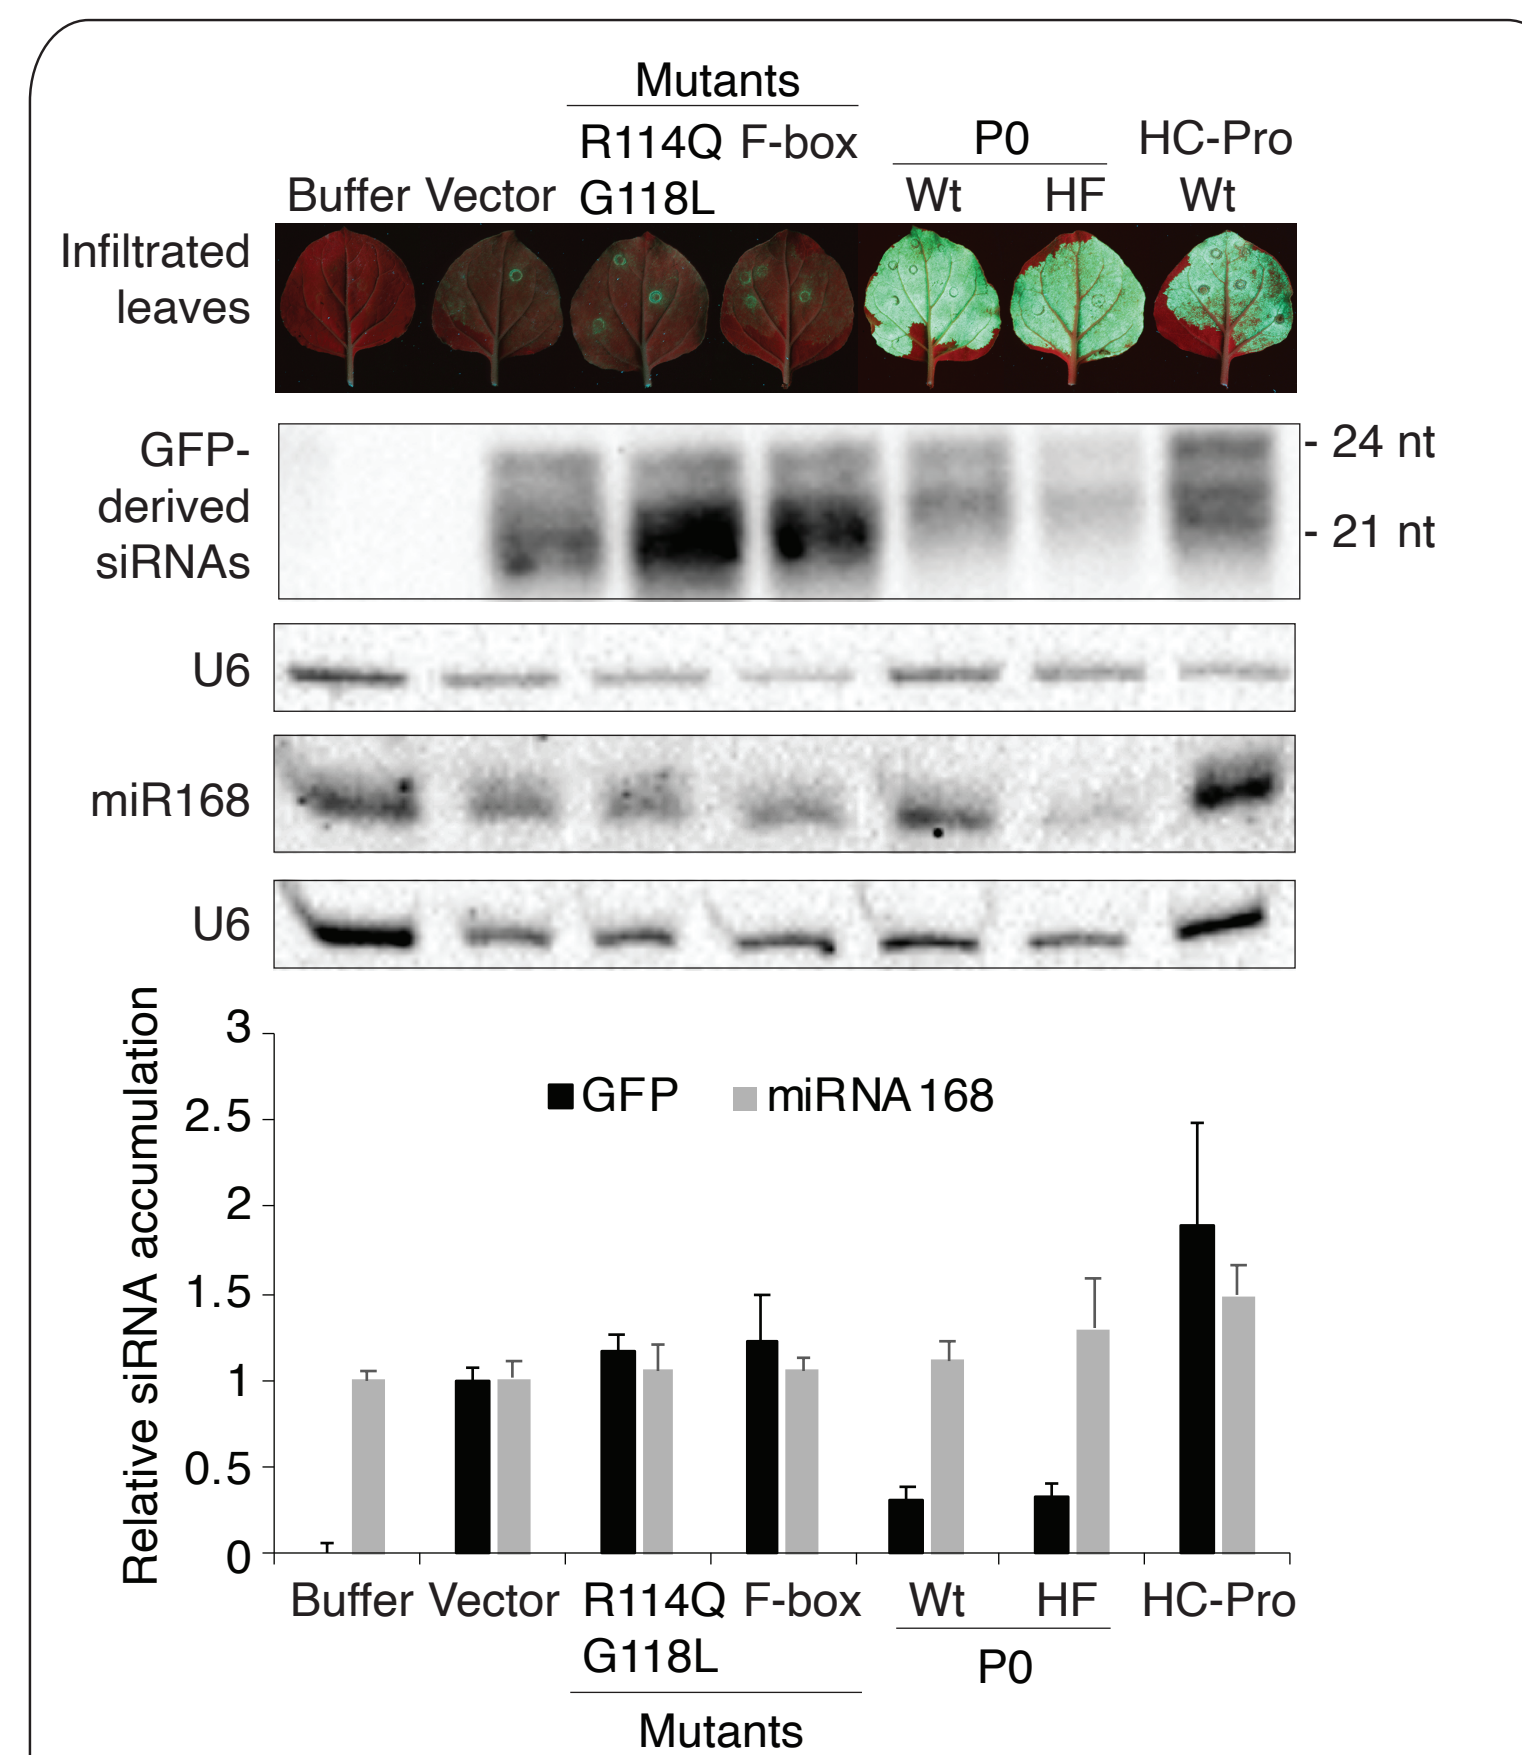 Mutants
R114Q F-box P0 HC-Pro
Buffer Vector G118L Wt HF Wt
Infiltrated
leaves
GFP-
derived
siRNAs
- 24 nt
- 21 nt
U6
miR168
U6
Relative siRNA accumulation
3
2.5
2
1.5
1
0.5
0
GFP miRNA168
Buffer Vector R114Q F-box Wt HF HC-Pro
G118L P0
Mutants